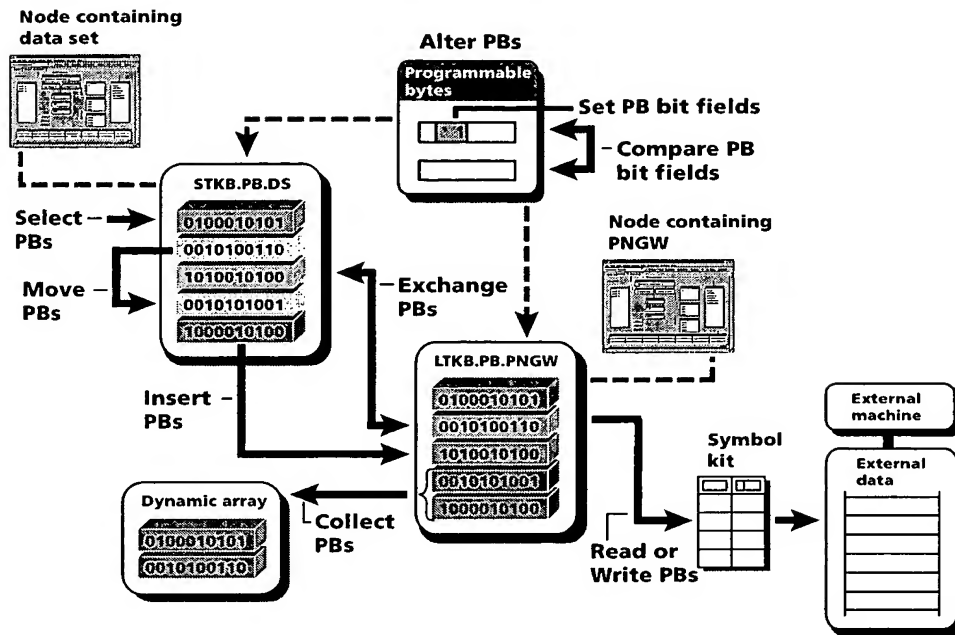 Node containing
data set
Alter PBs
Programmable
bytes
Set PB bit fields
Compare PB
bit fields
STKB.PB.DS
Select
PBs
0100010101
0010100110
1010010100
0010101001
1000010100
Move
PBs
Exchange
PBs
Node containing
PNGW
Insert
PBs
LTKB.PB.PNGW
0100010101
0010100110
1010010100
0010101001
1000010100
Dynamic array
0100010101
0010100110
Collect
PBs
Read or
Write PBs
Symbol
kit
External
machine
External
data